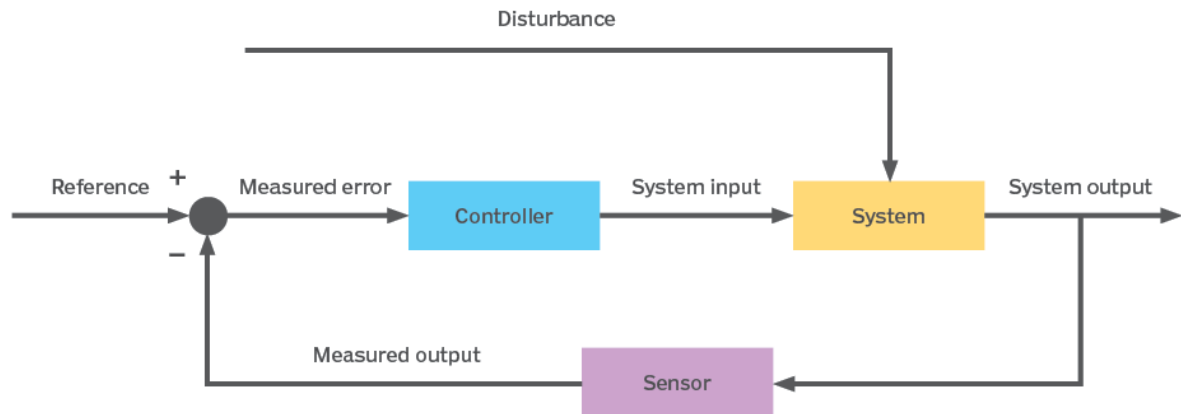 Disturbance
Reference
+
Measured error
Controller
System input
System
System output
−
Measured output
Sensor